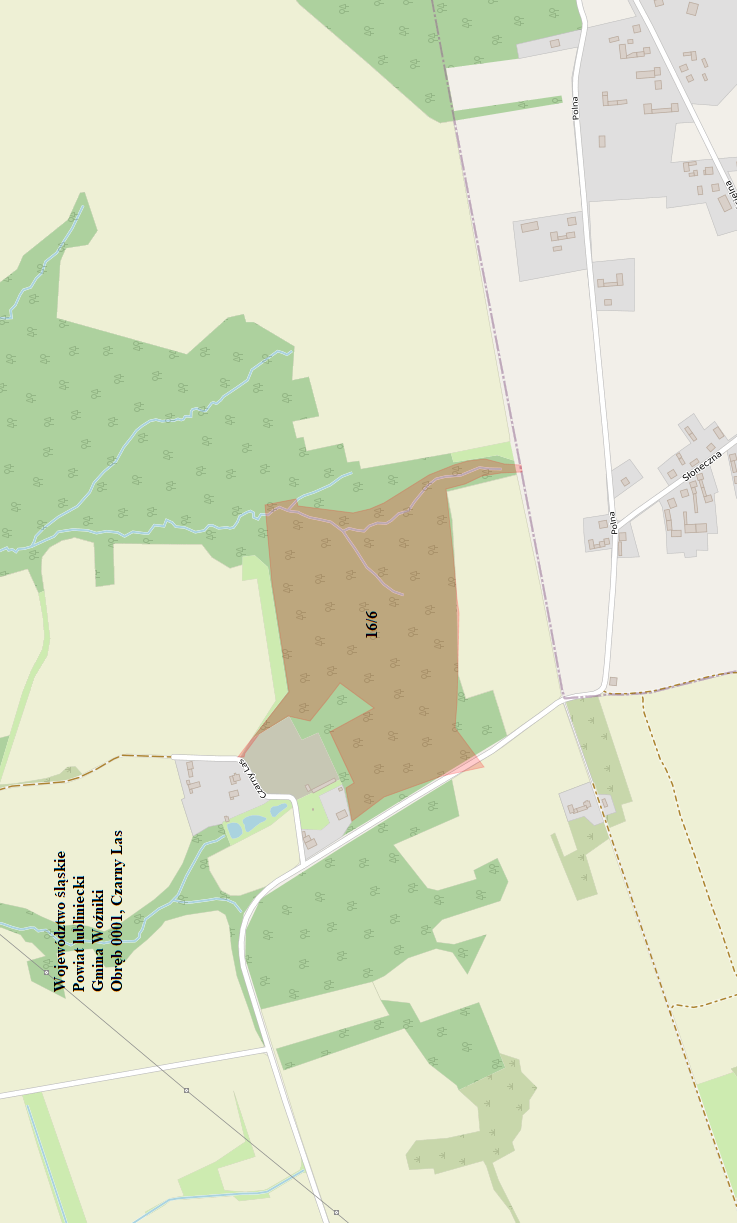 Polna
Słoneczna
Polna
16/6
Czarny Las
Województwo śląskie
Powiat lubliniecki
Gmina Woźniki
Obręb 0001, Czarny Las